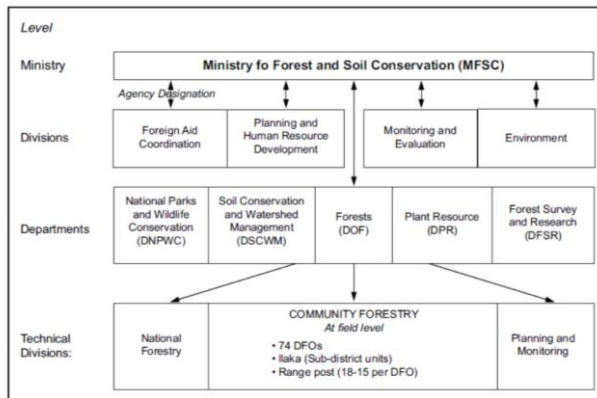 Level
Ministry
Ministry fo Forest and Soil Conservation (MFSC)
Agency Designation
Divisions
Foreign Aid
Coordination
Planning and
Human Resource
Development
Monitoring and
Evaluation
Environment
Departments
National Parks
and Wildlife
Conservation
(DNPWC)
Soil Conservation
and Watershed
Management
(DSCWM)
Forests
(DOF)
Plant Resource
(DPR)
Forest Survey
and Research
(DFSR)
Technical
Divisions:
National
Forestry
COMMUNITY FORESTRY
At field level
• 74 DFOs
• Ilaka (Sub-district units)
• Range post (18-15 per DFO)
Planning and
Monitoring